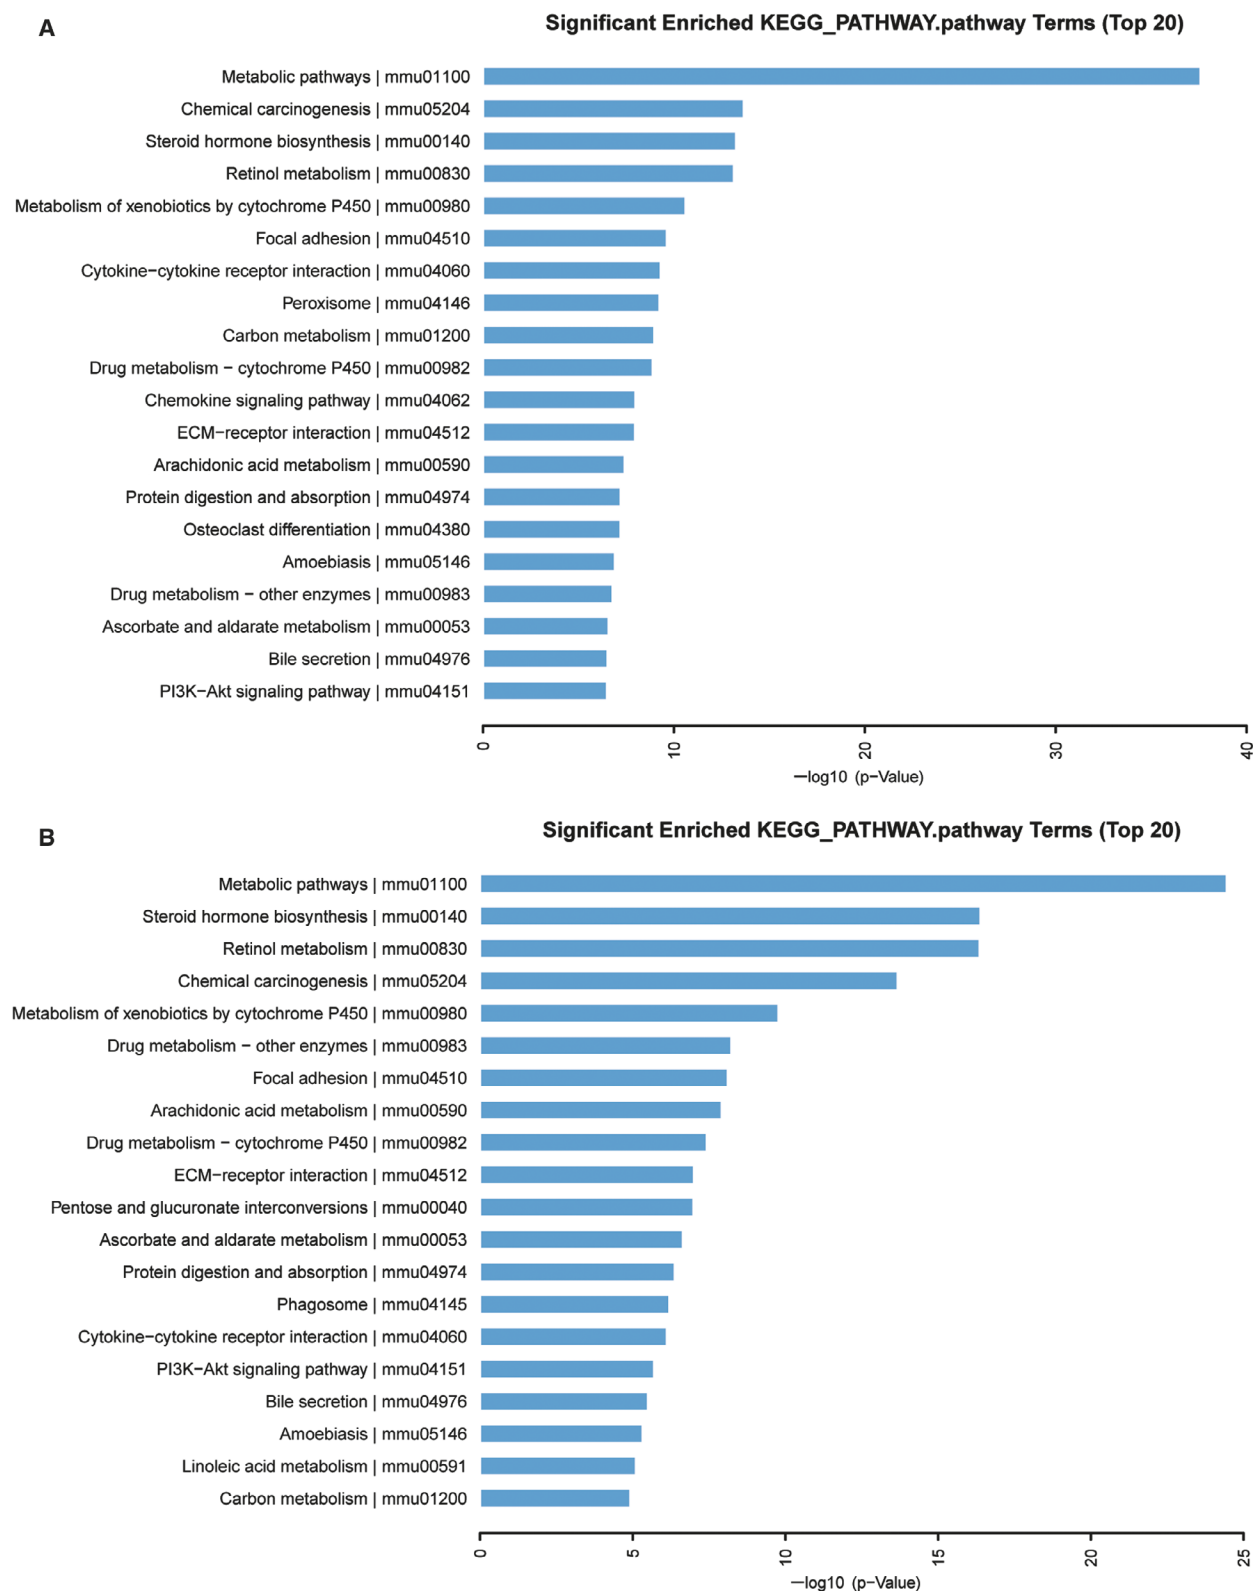 A
Significant Enriched KEGG_PATHWAY.pathway Terms (Top 20)
Metabolic pathways | mmu01100
Chemical carcinogenesis | mmu05204
Steroid hormone biosynthesis | mmu00140
Retinol metabolism | mmu00830
Metabolism of xenobiotics by cytochrome P450 | mmu00980
Focal adhesion | mmu04510
Cytokine−cytokine receptor interaction | mmu04060
Peroxisome | mmu04146
Carbon metabolism | mmu01200
Drug metabolism − cytochrome P450 | mmu00982
Chemokine signaling pathway | mmu04062
ECM−receptor interaction | mmu04512
Arachidonic acid metabolism | mmu00590
Protein digestion and absorption | mmu04974
Osteoclast differentiation | mmu04380
Amoebiasis | mmu05146
Drug metabolism − other enzymes | mmu00983
Ascorbate and aldarate metabolism | mmu00053
Bile secretion | mmu04976
PI3K−Akt signaling pathway | mmu04151
0 10 20 30 40
−log10 (p−Value)
B
Significant Enriched KEGG_PATHWAY.pathway Terms (Top 20)
Metabolic pathways | mmu01100
Steroid hormone biosynthesis | mmu00140
Retinol metabolism | mmu00830
Chemical carcinogenesis | mmu05204
Metabolism of xenobiotics by cytochrome P450 | mmu00980
Drug metabolism − other enzymes | mmu00983
Focal adhesion | mmu04510
Arachidonic acid metabolism | mmu00590
Drug metabolism − cytochrome P450 | mmu00982
ECM−receptor interaction | mmu04512
Pentose and glucuronate interconversions | mmu00040
Ascorbate and aldarate metabolism | mmu00053
Protein digestion and absorption | mmu04974
Phagosome | mmu04145
Cytokine−cytokine receptor interaction | mmu04060
PI3K−Akt signaling pathway | mmu04151
Bile secretion | mmu04976
Amoebiasis | mmu05146
Linoleic acid metabolism | mmu00591
Carbon metabolism | mmu01200
0 5 10 15 20 25
−log10 (p−Value)